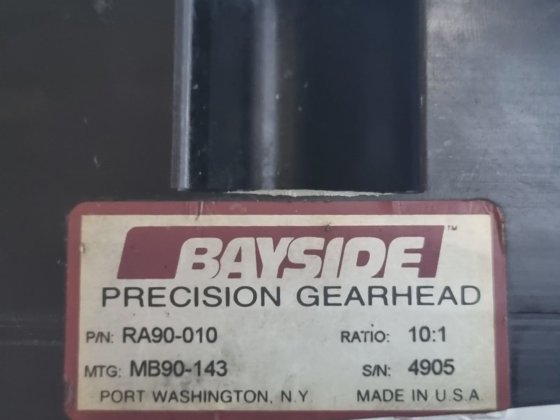 BAYSIDE™
PRECISION GEARHEAD
P/N: RA90-010 RATIO: 10:1
MTG: MB90-143 S/N: 4905
PORT WASHINGTON, N.Y. MADE IN U.S.A